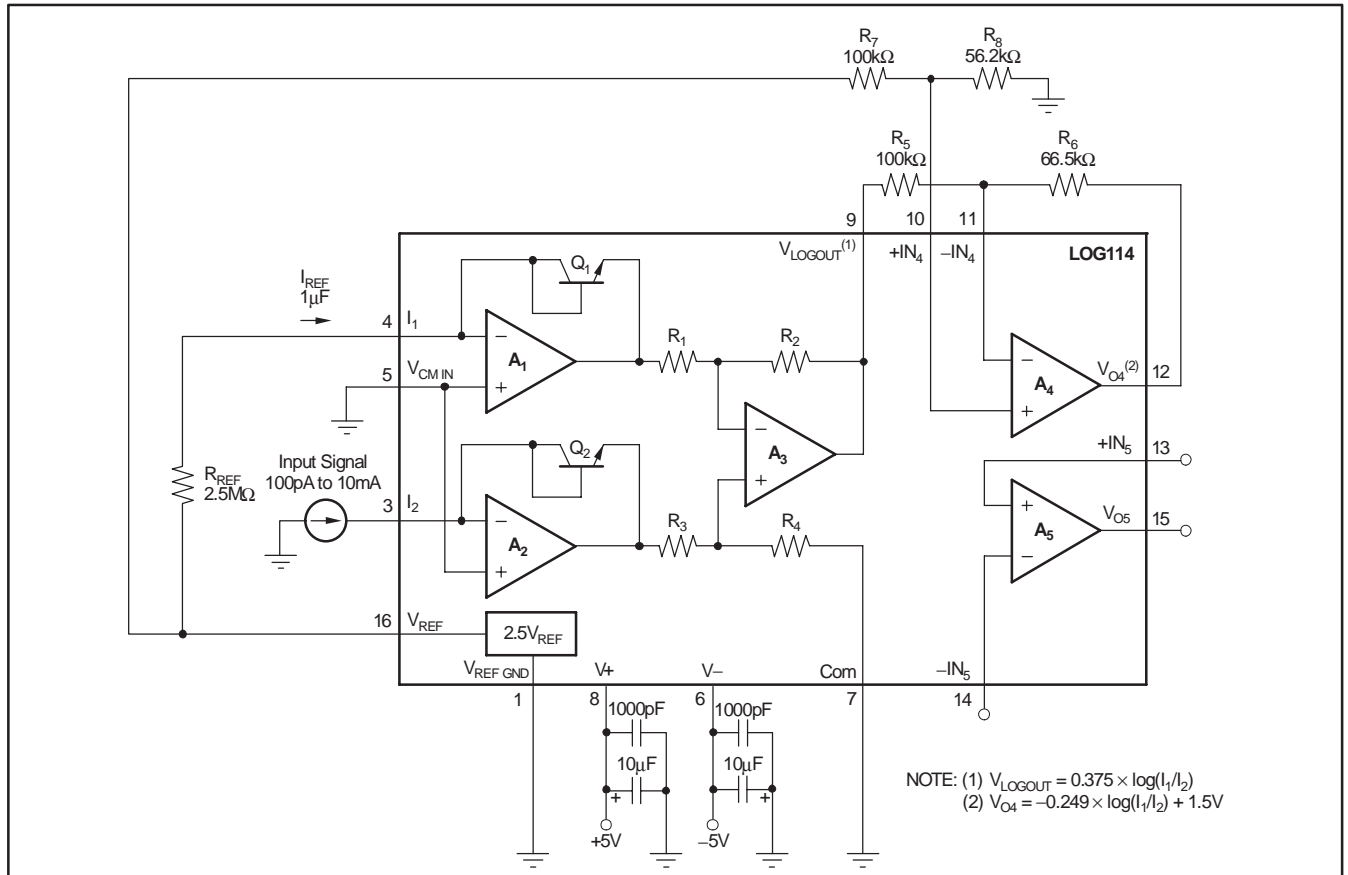 R7
100kΩ
R8
56.2kΩ
R5
100kΩ
R6
66.5kΩ
9
10
11
VLOGOUT(1)
+IN4
−IN4
LOG114
Q1
IREF
1µF
4
I1
R1
R2
A1
5
VCM IN
A4
VO4(2)
12
Q2
A3
+IN5
13
RREF
2.5MΩ
Input Signal
100pA to 10mA
3
I2
R3
R4
A2
A5
VO5
15
16
VREF
2.5VREF
VREF GND
V+
V−
Com
−IN5
1
8
6
7
14
1000pF
1000pF
10µF
10µF
+
+
+5V
−5V
NOTE: (1) VLOGOUT = 0.375 × log(I1/I2)
(2) VO4 = −0.249 × log(I1/I2) + 1.5V